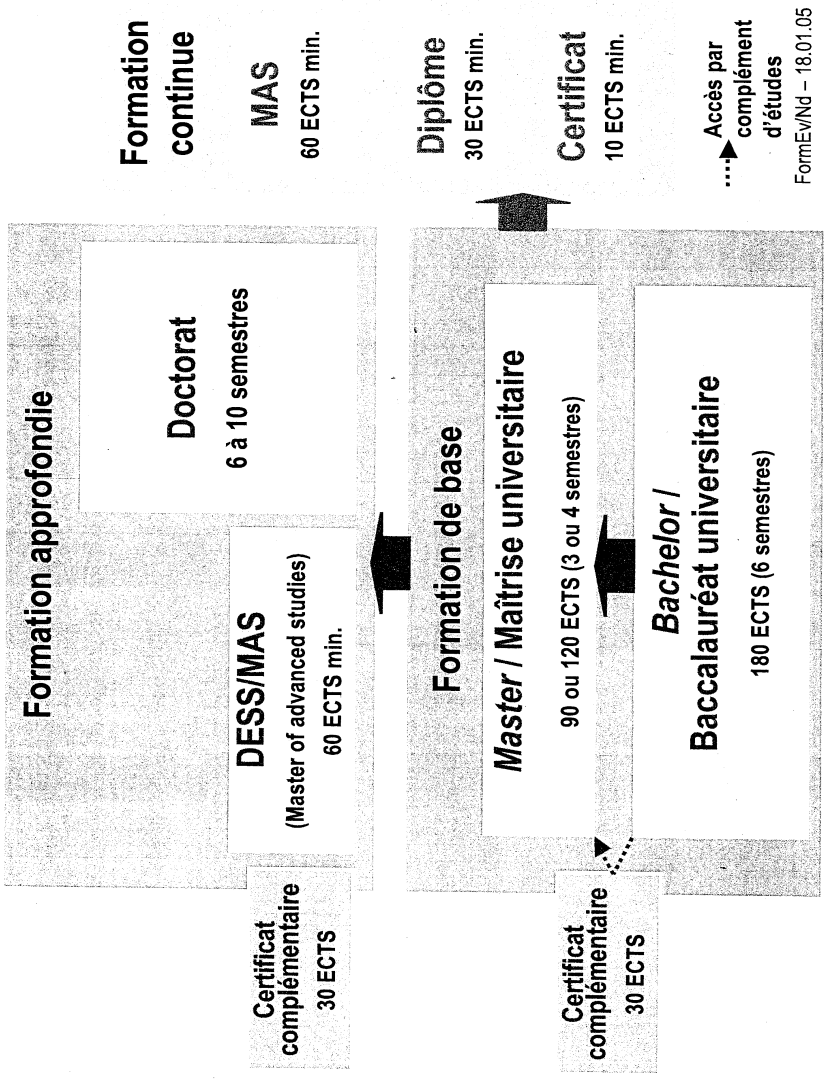 Formation approfondie
Doctorat
6 à 10 semestres
DESS/MAS
(Master of advanced studies)
60 ECTS min.
Certificat
complémentaire
30 ECTS
Formation de base
Master / Maîtrise universitaire
90 ou 120 ECTS (3 ou 4 semestres)
Bachelor /
Baccalauréat universitaire
180 ECTS (6 semestres)
Certificat
complémentaire
30 ECTS
Formation
continue
MAS
60 ECTS min.
Diplôme
30 ECTS min.
Certificat
10 ECTS min.
Accès par
complément
d'études
FormEv/Nd – 18.01.05